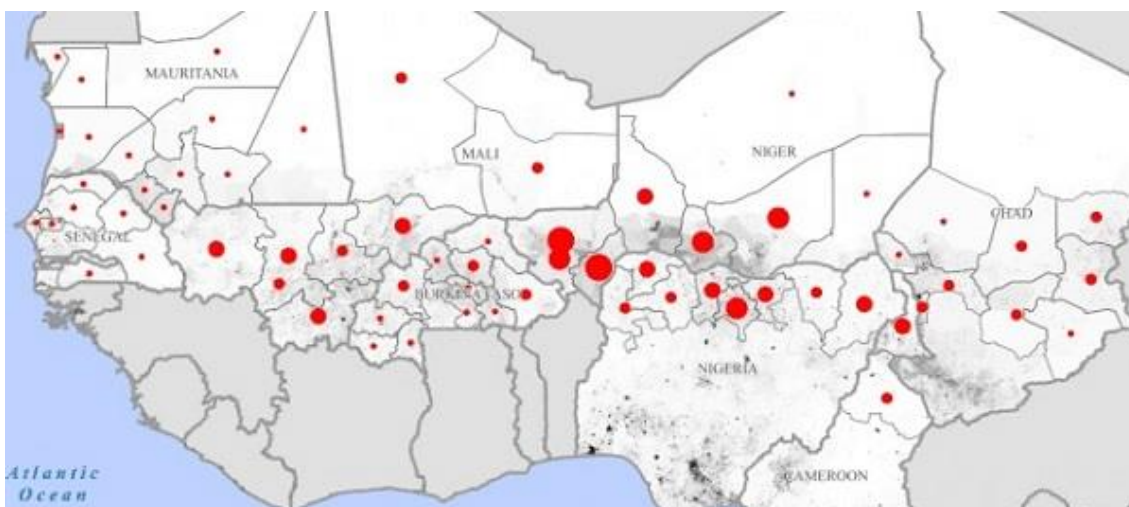 MAURITANIA
MALI
NIGER
CHAD
SENEGAL
BURKINA FASO
NIGERIA
CAMEROON
Atlantic
Ocean